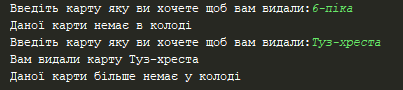 Введіть карту яку ви хочете щоб вам видали:6-піка
Даної карти немає в колоді
Введіть карту яку ви хочете щоб вам видали:Туз-хреста
Вам видали карту Туз-хреста
Даної карти більше немає у колоді